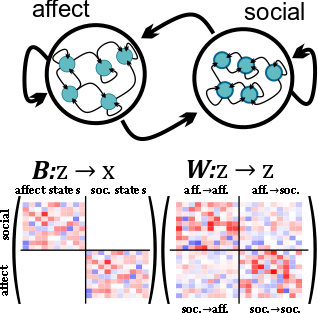 affect
social
B:z → x
W:z → z
affect states
soc. states
aff.→aff.
aff.→soc.
social
affect
soc.→aff.
soc.→soc.